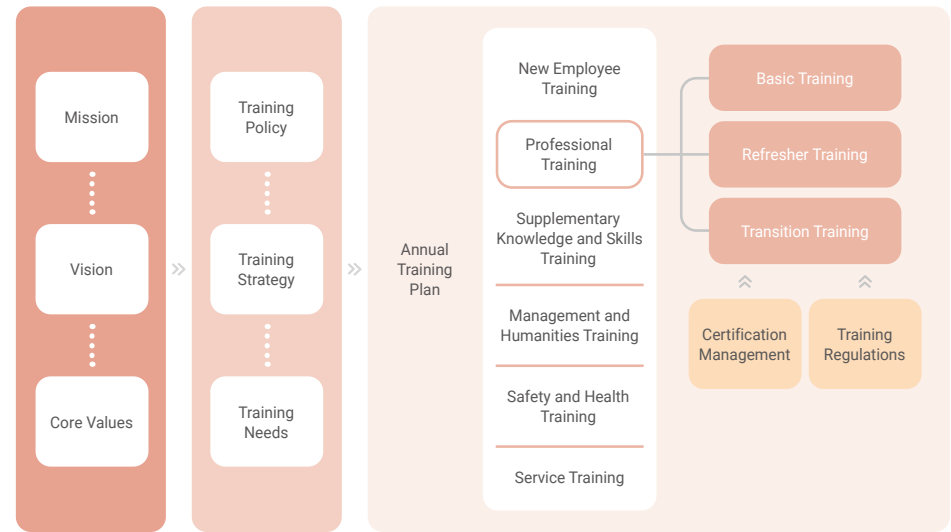 Mission
Vision
Core Values
Training
Policy
Training
Strategy
Training
Needs
Annual
Training
Plan
New Employee
Training
Professional
Training
Supplementary
Knowledge and Skills
Training
Management and
Humanities Training
Safety and Health
Training
Service Training
Basic Training
Refresher Training
Transition Training
Certification
Management
Training
Regulations